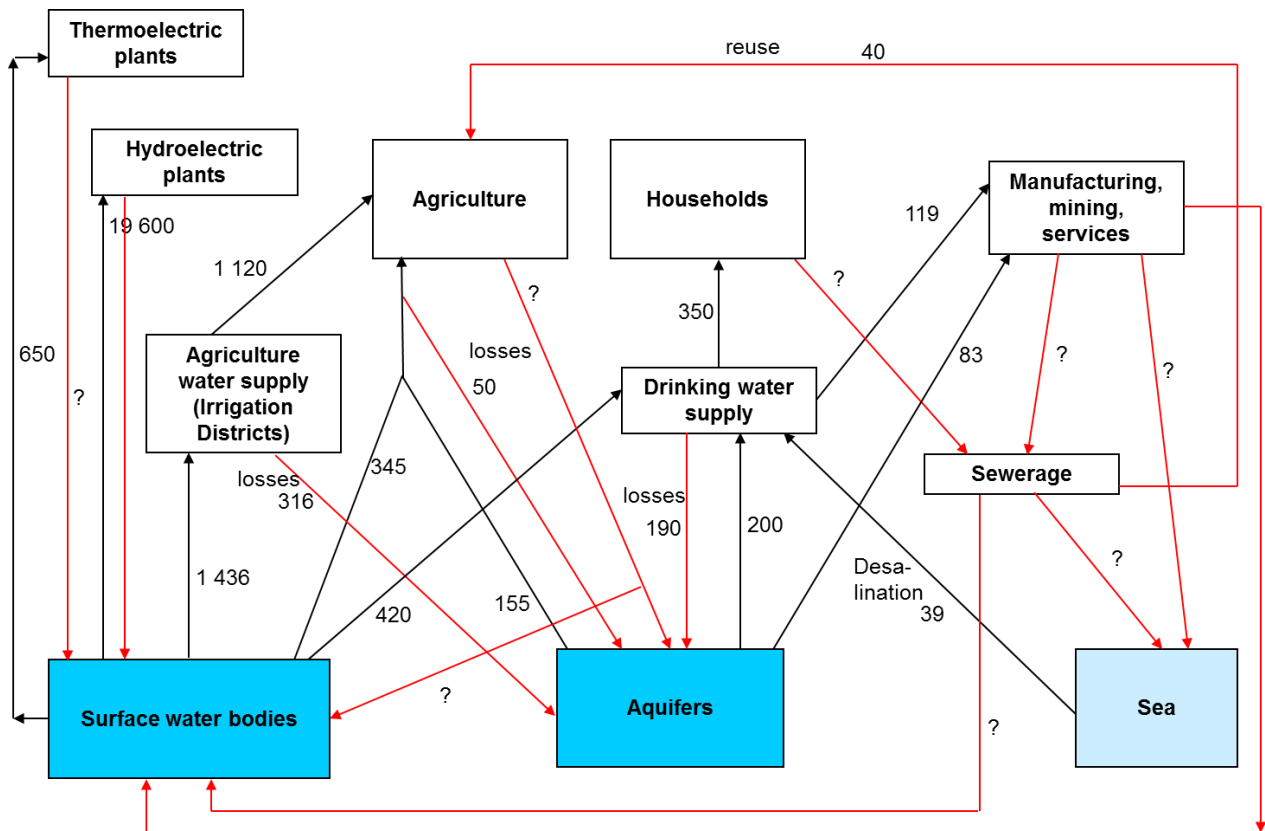 Thermoelectric
plants
reuse
40
Hydroelectric
plants
Agriculture
Households
Manufacturing,
mining,
services
19 600
119
1 120
?
?
350
650
Agriculture
water supply
(Irrigation
Districts)
losses
50
83
?
?
?
Drinking water
supply
345
losses
316
losses
190
200
Sewerage
1 436
420
155
Desa-
lination
39
?
?
?
Surface water bodies
Aquifers
Sea